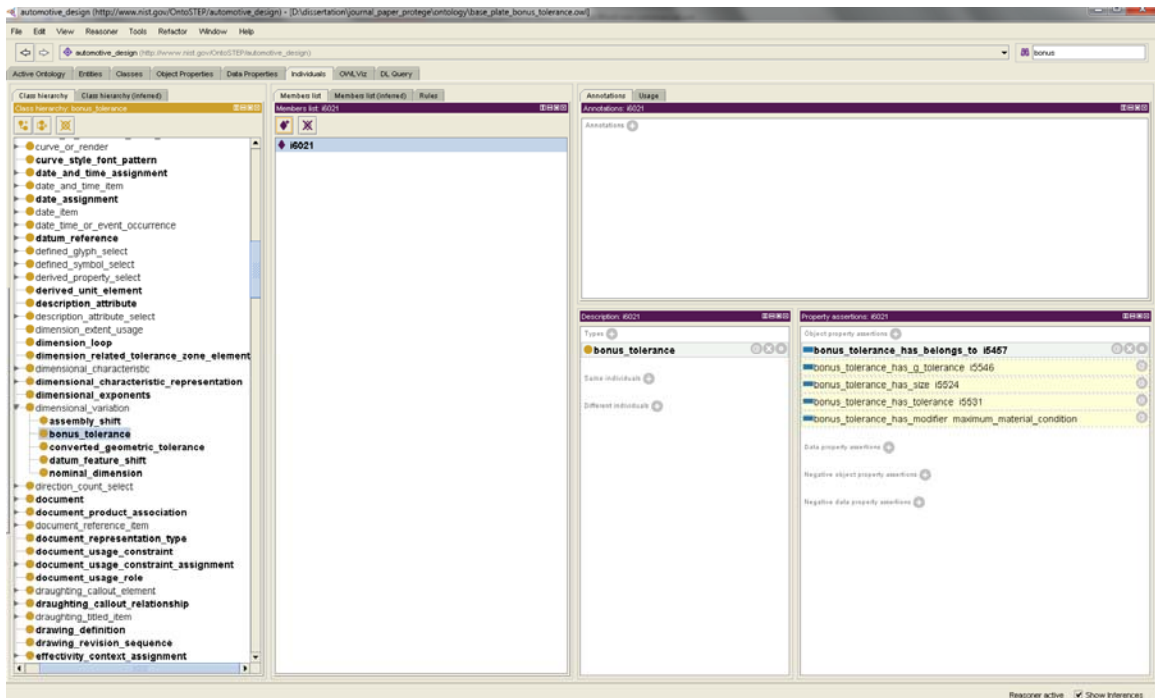 automotive_design (http://www.nist.gov/OntoSTEP/automotive_design) - [D:\dissertation\journal_paper_protege\ontology\base_plate_bonus_tolerance.owl]
File Edit View Reasoner Tools Refactor Window Help
automotive_design (http://www.nist.gov/OntoSTEP/automotive_design)
bonus
Active Ontology Entities Classes Object Properties Data Properties Individuals OWLViz DL Query
Class hierarchy Class hierarchy (inferred)
Class hierarchy: bonus_tolerance
curve_or_render
curve_style_font_pattern
date_and_time_assignment
date_and_time_item
date_assignment
date_item
date_time_or_event_occurrence
datum_reference
defined_glyph_select
defined_symbol_select
derived_property_select
derived_unit_element
description_attribute
description_attribute_select
dimension_extent_usage
dimension_loop
dimension_related_tolerance_zone_element
dimensional_characteristic
dimensional_characteristic_representation
dimensional_exponents
dimensional_variation
assembly_shift
bonus_tolerance
converted_geometric_tolerance
datum_feature_shift
nominal_dimension
direction_count_select
document
document_product_association
document_reference_item
document_representation_type
document_usage_constraint
document_usage_constraint_assignment
document_usage_role
draughting_callout_element
draughting_callout_relationship
draughting_titled_item
drawing_definition
drawing_revision_sequence
effectivity_context_assignment
Members list Members list (inferred) Rules
Members list: i6021
i6021
Annotations Usage
Annotations: i6021
Annotations
Description: i6021
Types
bonus_tolerance
Same individuals
Different individuals
Property assertions: i6021
Object property assertions
bonus_tolerance_has_belongs_to i5457
bonus_tolerance_has_g_tolerance i5546
bonus_tolerance_has_size i5524
bonus_tolerance_has_tolerance i5531
bonus_tolerance_has_modifier maximum_material_condition
Data property assertions
Negative object property assertions
Negative data property assertions
Reasoner active Show Inferences